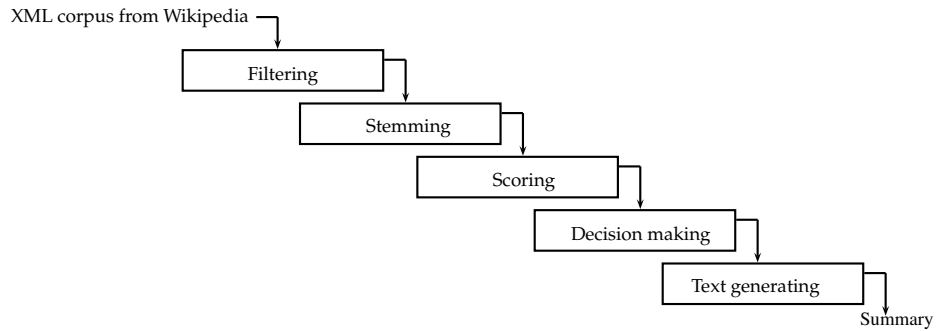 XML corpus from Wikipedia
Filtering
Stemming
Scoring
Decision making
Text generating
Summary